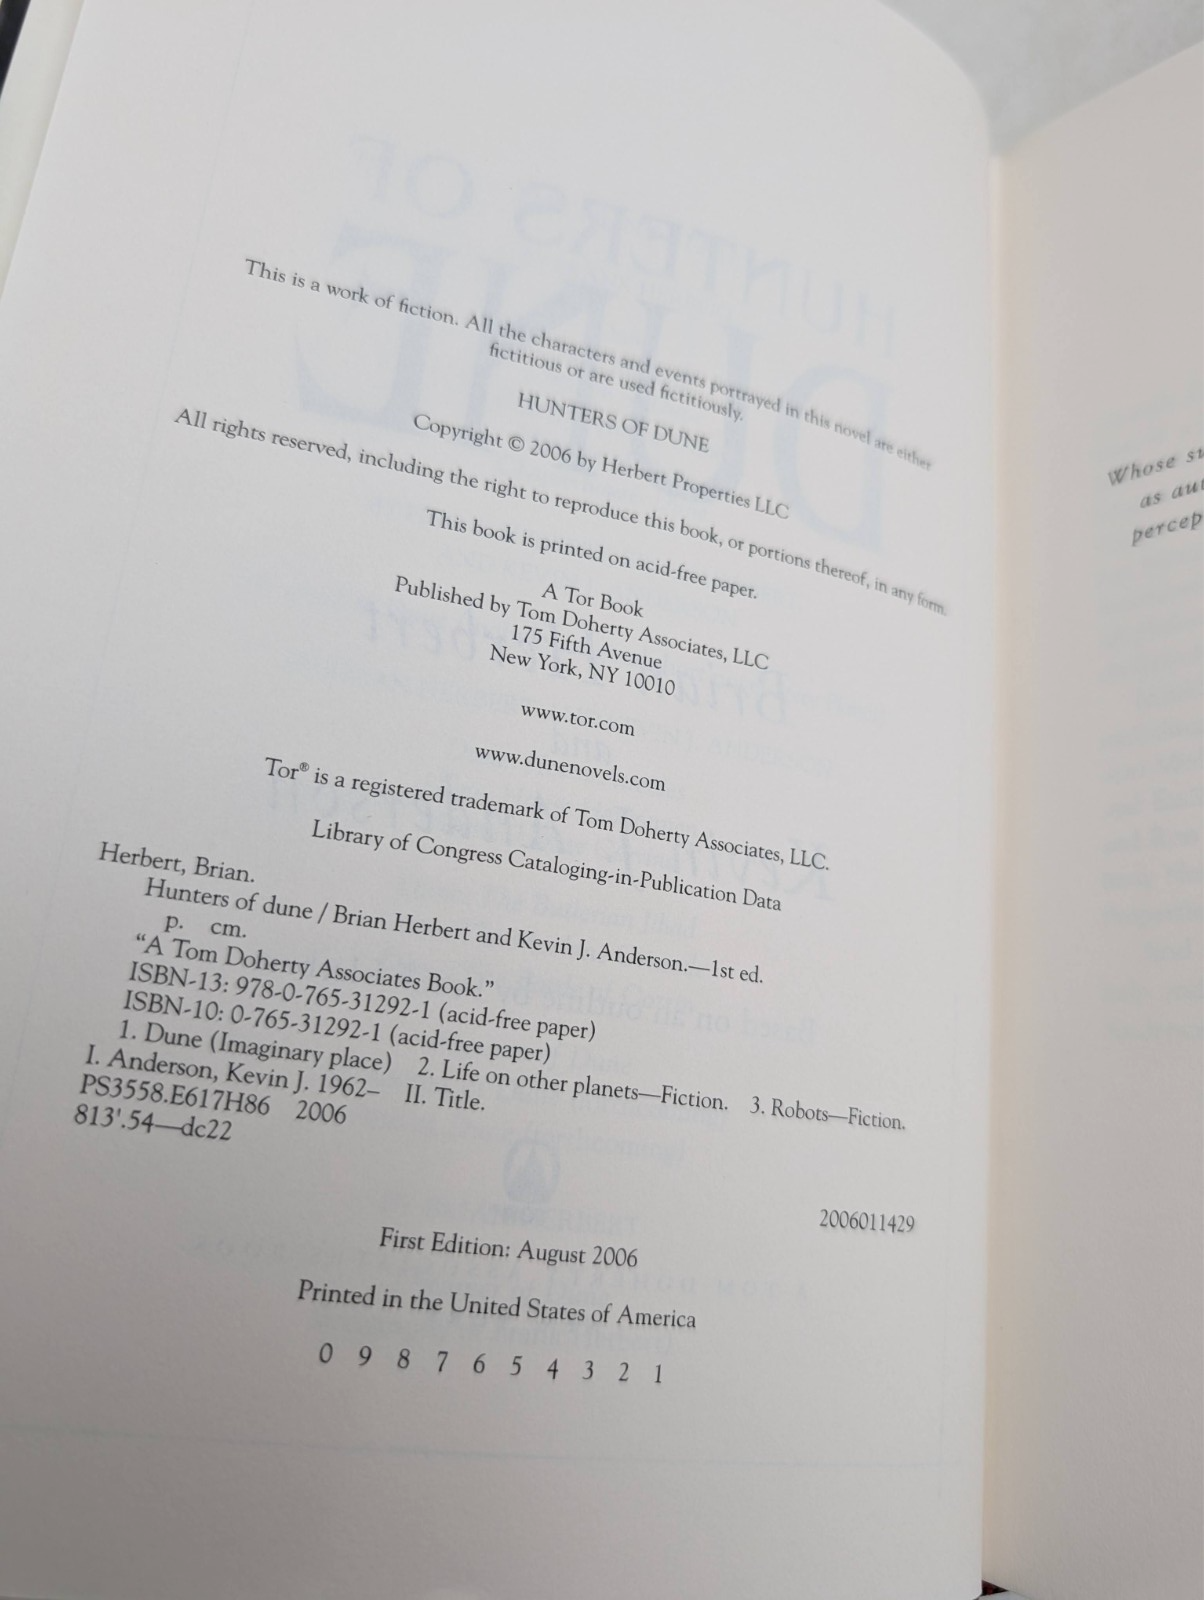 This is a work of fiction. All the characters and events portrayed in this novel are either
fictitious or are used fictitiously.
HUNTERS OF DUNE
Copyright © 2006 by Herbert Properties LLC
All rights reserved, including the right to reproduce this book, or portions thereof, in any form.
This book is printed on acid-free paper.
A Tor Book
Published by Tom Doherty Associates, LLC
175 Fifth Avenue
New York, NY 10010
www.tor.com
www.dunenovels.com
Tor® is a registered trademark of Tom Doherty Associates, LLC.
Library of Congress Cataloging-in-Publication Data
Herbert, Brian.
Hunters of dune / Brian Herbert and Kevin J. Anderson.—1st ed.
p. cm.
“A Tom Doherty Associates Book.”
ISBN-13: 978-0-765-31292-1 (acid-free paper)
ISBN-10: 0-765-31292-1 (acid-free paper)
1. Dune (Imaginary place) 2. Life on other planets—Fiction. 3. Robots—Fiction.
I. Anderson, Kevin J. 1962– II. Title.
PS3558.E617H86 2006
813'.54—dc22
2006011429
First Edition: August 2006
Printed in the United States of America
0 9 8 7 6 5 4 3 2 1
Whose
as